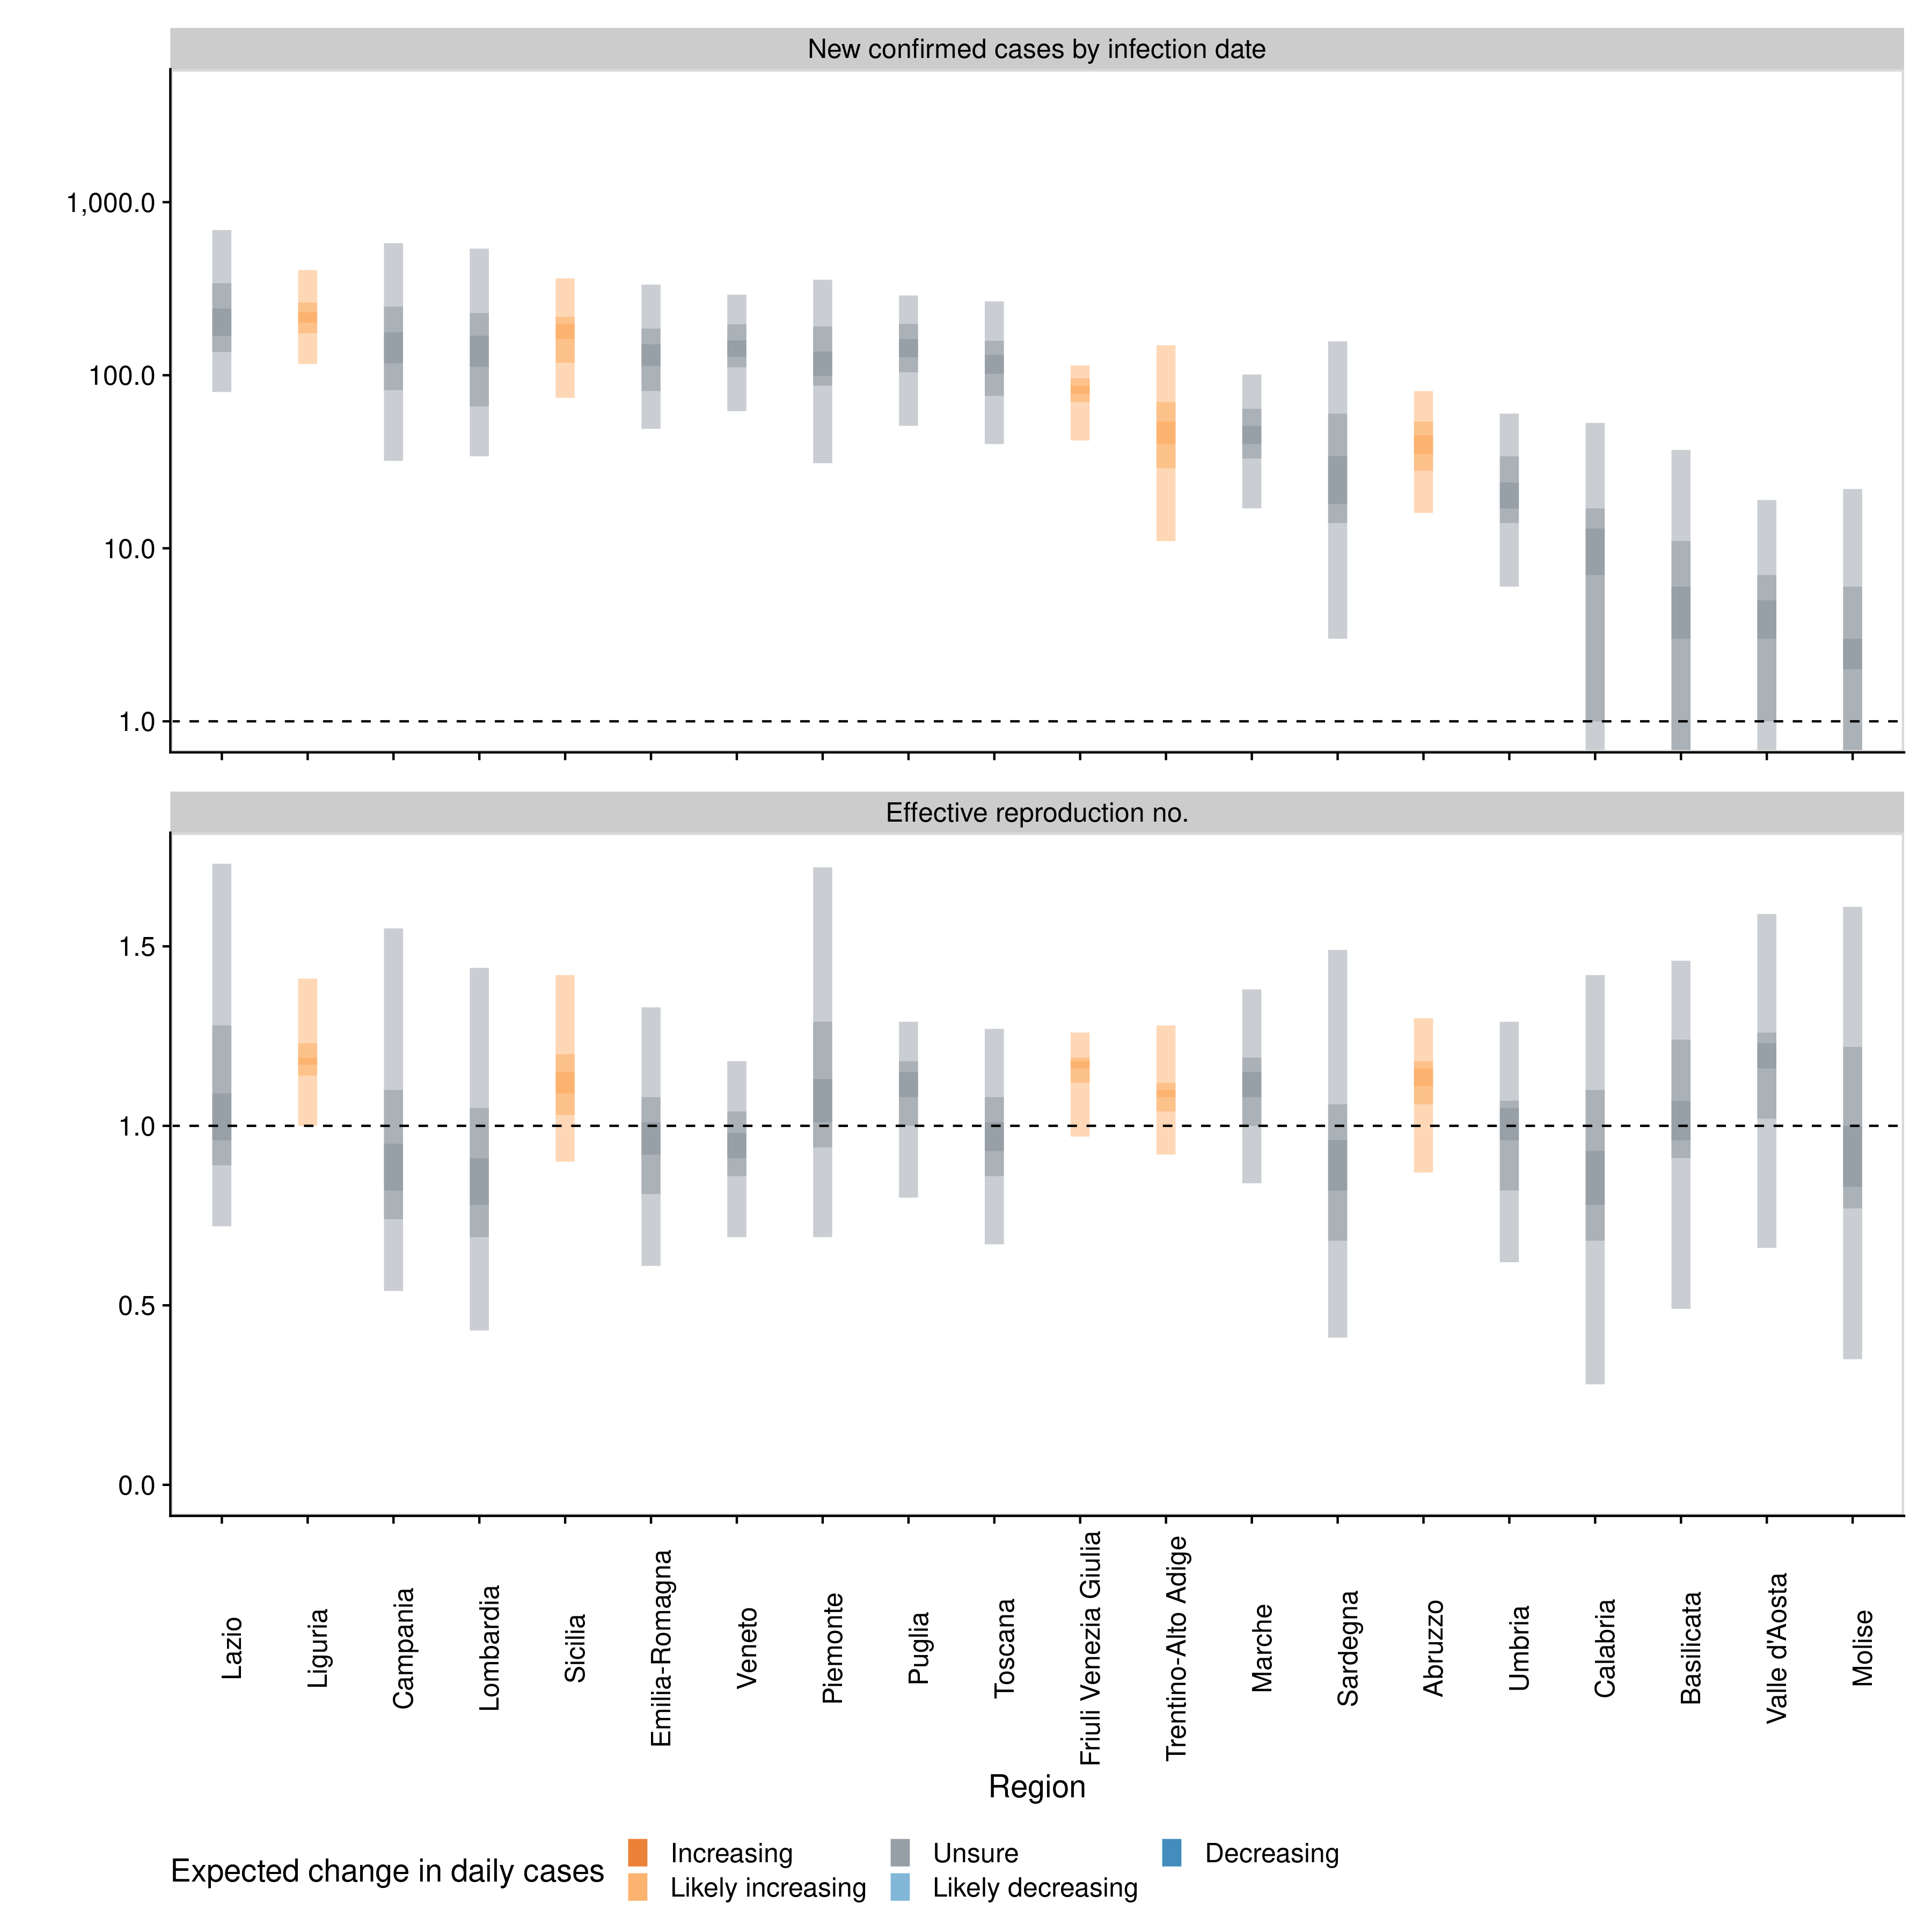 New confirmed cases by infection date
1,000.0
100.0
10.0
1.0
Effective reproduction no.
1.5
1.0
0.5
0.0
Lazio
Liguria
Campania
Lombardia
Sicilia
Emilia-Romagna
Veneto
Piemonte
Puglia
Toscana
Friuli Venezia Giulia
Trentino-Alto Adige
Marche
Sardegna
Abruzzo
Umbria
Calabria
Basilicata
Valle d'Aosta
Molise
Region
Expected change in daily cases
Increasing
Likely increasing
Unsure
Likely decreasing
Decreasing